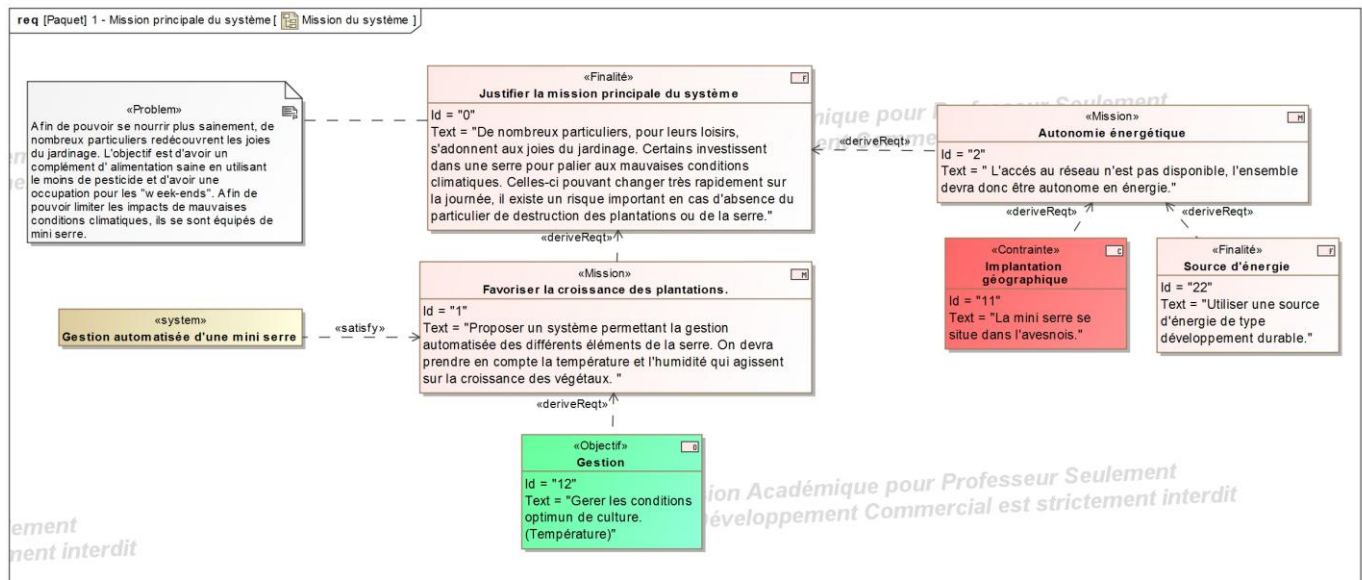 req [Paquet] 1 - Mission principale du système [ Mission du système ]
«Problem»
Afin de pouvoir se nourrir plus sainement, de
nombreux particuliers redécouvrent les joies
du jardinage. L'objectif est d'avoir un
complément d' alimentation saine en utilisant
le moins de pesticide et d'avoir une
occupation pour les "week-ends". Afin de
pouvoir limiter les impacts de mauvaises
conditions climatiques, ils se sont équipés de
mini serre.
«Finalité»
F
Justifier la mission principale du système
Id = "0"
Text = "De nombreux particuliers, pour leurs loisirs,
s'adonnent aux joies du jardinage. Certains investissent
dans une serre pour palier aux mauvaises conditions
climatiques. Celles-ci pouvant changer très rapidement sur
la journée, il existe un risque important en cas d'absence du
particulier de destruction des plantations ou de la serre."
«deriveReqt»
«Mission»
M
Autonomie énergétique
Id = "2"
Text = " L'accés au réseau n'est pas disponible, l'ensemble
devra donc être autonome en énergie."
«deriveReqt»
«deriveReqt»
«Contrainte»
C
Implantation
géographique
Id = "11"
Text = "La mini serre se
situe dans l'avesnois."
«Finalité»
F
Source d'énergie
Id = "22"
Text = "Utiliser une source
d'énergie de type
développement durable."
«deriveReqt»
«Mission»
M
Favoriser la croissance des plantations.
Id = "1"
Text = "Proposer un système permettant la gestion
automatisée des différents éléments de la serre. On devra
prendre en compte la température et l'humidité qui agissent
sur la croissance des végétaux. "
«system»
Gestion automatisée d'une mini serre
«satisfy»
«deriveReqt»
«Objectif»
O
Gestion
Id = "12"
Text = "Gerer les conditions
optimun de culture.
(Température)"
mique pour Professeur Seulement
sion Académique pour Professeur Seulement
Développement Commercial est strictement interdit
ement
ment interdit